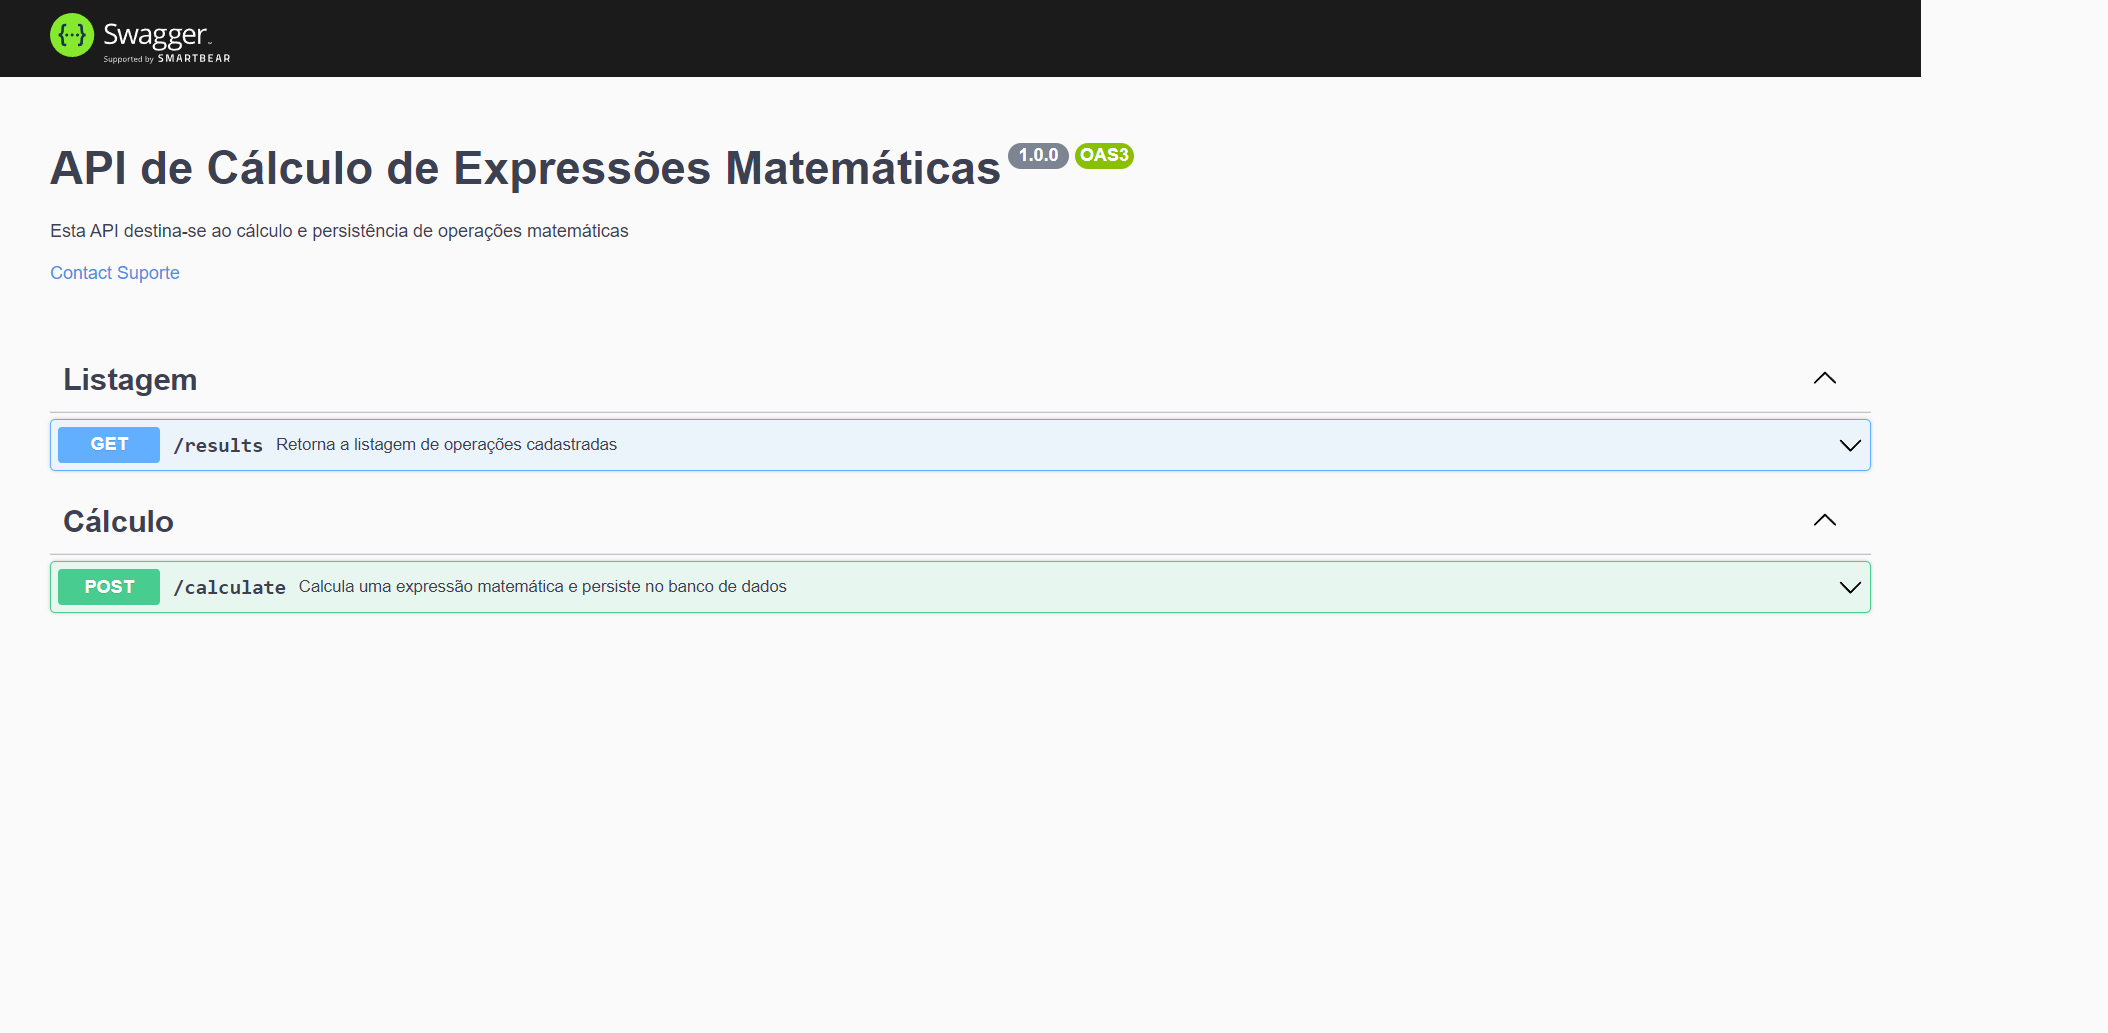 {···} Swagger
Supported by SMARTBEAR
API de Cálculo de Expressões Matemáticas 1.0.0 OAS3
Esta API destina-se ao cálculo e persistência de operações matemáticas
Contact Suporte
Listagem
GET /results Retorna a listagem de operações cadastradas
Cálculo
POST /calculate Calcula uma expressão matemática e persiste no banco de dados